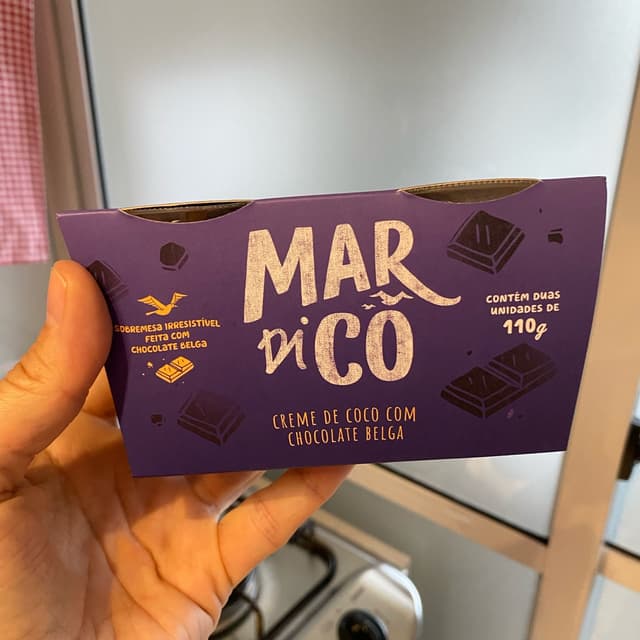 MAR
DiCÔ
CREME DE COCO COM
CHOCOLATE BELGA
SOBREMESA IRRESISTÍVEL
FEITA COM
CHOCOLATE BELGA
CONTÉM DUAS
UNIDADES DE
110g